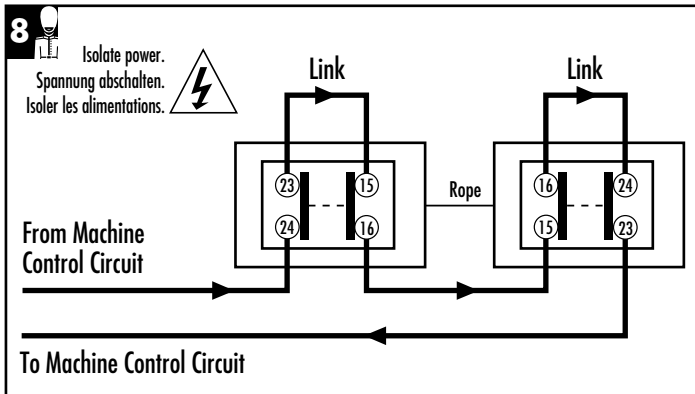 8
Isolate power.
Spannung abschalten.
Isoler les alimentations.
Link
Link
23
15
24
16
Rope
16
24
15
23
From Machine
Control Circuit
To Machine Control Circuit